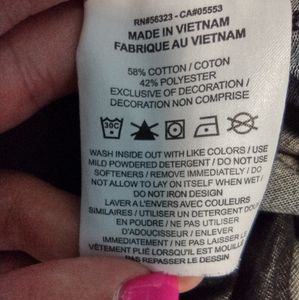 RN#56323 - CA#05553
MADE IN VIETNAM
FABRIQUE AU VIETNAM
58% COTTON / COTON
42% POLYESTER
EXCLUSIVE OF DECORATION /
DECORATION NON COMPRISE
30C
WASH INSIDE OUT WITH LIKE COLORS / USE
MILD POWDERED DETERGENT / DO NOT USE
SOFTENERS / REMOVE IMMEDIATELY / DO
NOT ALLOW TO LAY ON ITSELF WHEN WET /
DO NOT IRON DESIGN
LAVER A L'ENVERS AVEC COULEURS
SIMILAIRES / UTILISER UN DETERGENT DOUX
EN POUDRE / NE PAS UTILISER
D'ADOUCISSEUR / ENLEVER
IMMÉDIATEMENT / NE PAS LAISSER LE
VÊTEMENT PLIÉ LORSQU'IL EST MOUILLÉ
PAS REPASSER LE DESSIN